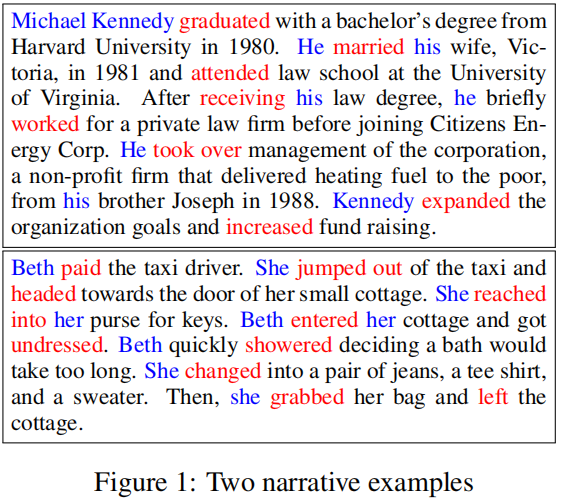 Michael Kennedy graduated with a bachelor's degree from
Harvard University in 1980. He married his wife, Vic-
toria, in 1981 and attended law school at the University
of Virginia. After receiving his law degree, he briefly
worked for a private law firm before joining Citizens En-
ergy Corp. He took over management of the corporation,
a non-profit firm that delivered heating fuel to the poor,
from his brother Joseph in 1988. Kennedy expanded the
organization goals and increased fund raising.
Beth paid the taxi driver. She jumped out of the taxi and
headed towards the door of her small cottage. She reached
into her purse for keys. Beth entered her cottage and got
undressed. Beth quickly showered deciding a bath would
take too long. She changed into a pair of jeans, a tee shirt,
and a sweater. Then, she grabbed her bag and left the
cottage.
Figure 1: Two narrative examples